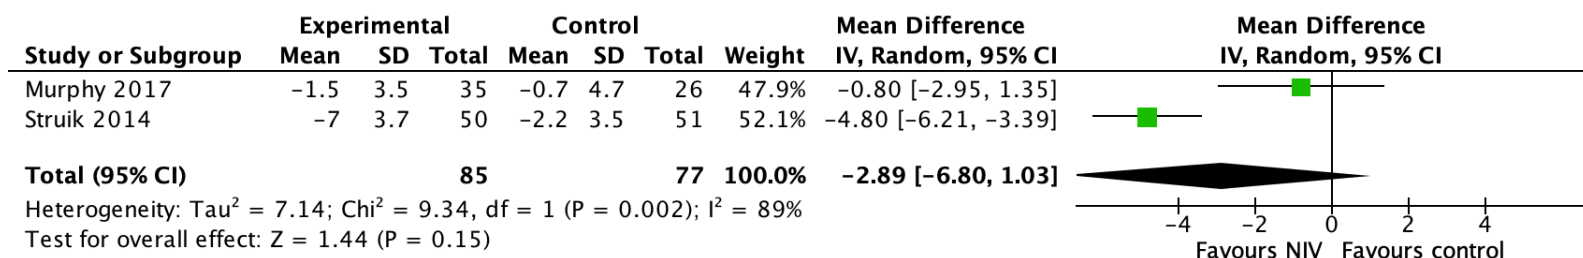 Experimental Control Mean Difference Mean Difference
Study or Subgroup Mean SD Total Mean SD Total Weight IV, Random, 95% CI IV, Random, 95% CI
Murphy 2017 −1.5 3.5 35 −0.7 4.7 26 47.9% −0.80 [−2.95, 1.35]
Struik 2014 −7 3.7 50 −2.2 3.5 51 52.1% −4.80 [−6.21, −3.39]
Total (95% CI) 85 77 100.0% −2.89 [−6.80, 1.03]
Heterogeneity: Tau² = 7.14; Chi² = 9.34, df = 1 (P = 0.002); I² = 89%
Test for overall effect: Z = 1.44 (P = 0.15)
−4 −2 0 2 4
Favours NIV Favours control